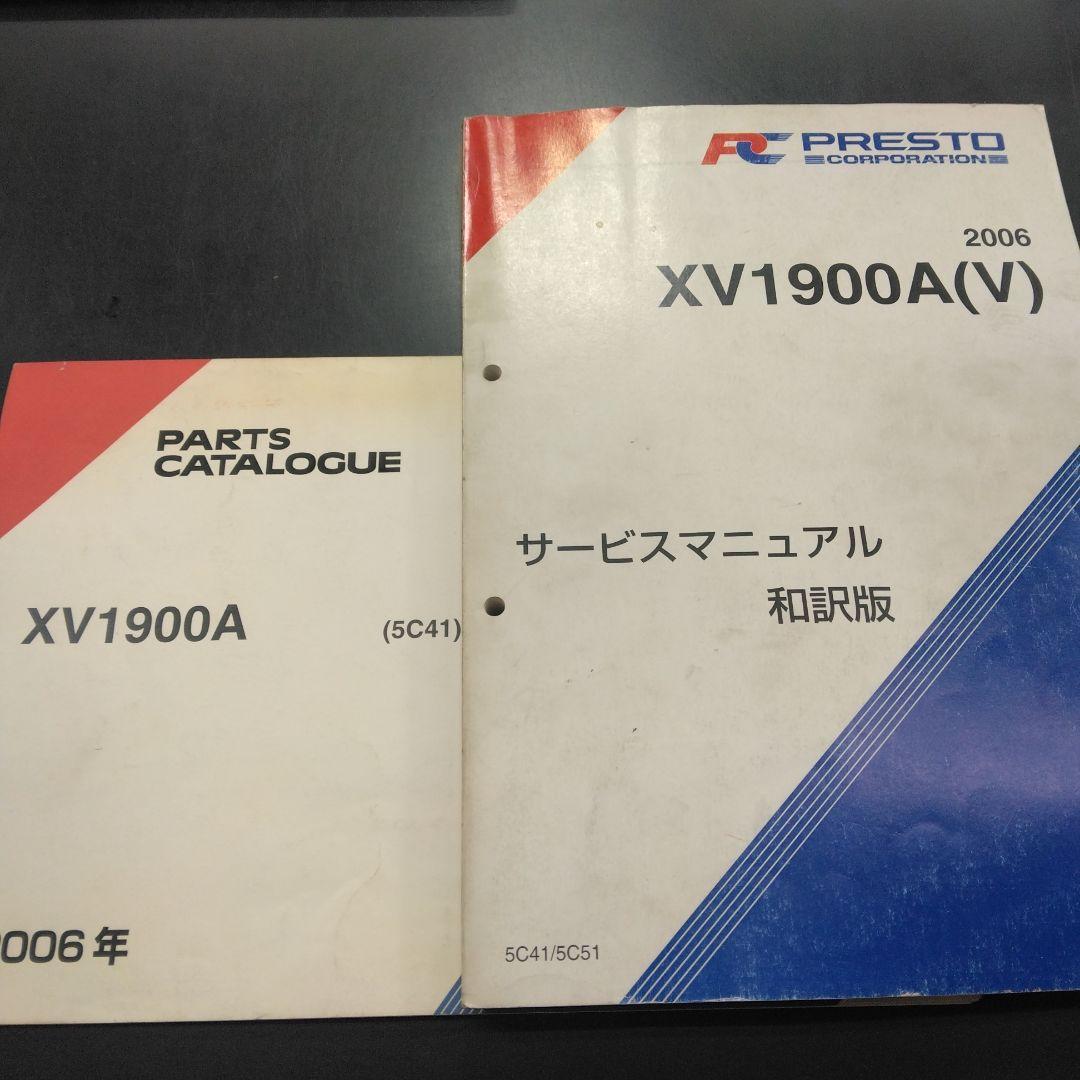 PRESTO
CORPORATION
2006
XV1900A(V)
サービスマニュアル
和訳版
5C41/5C51
PARTS
CATALOGUE
XV1900A (5C41)
2006年